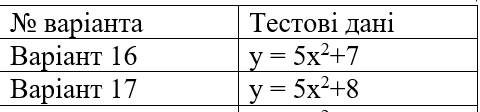 № варіанта Тестові дані
Варіант 16 y = 5x²+7
Варіант 17 y = 5x²+8